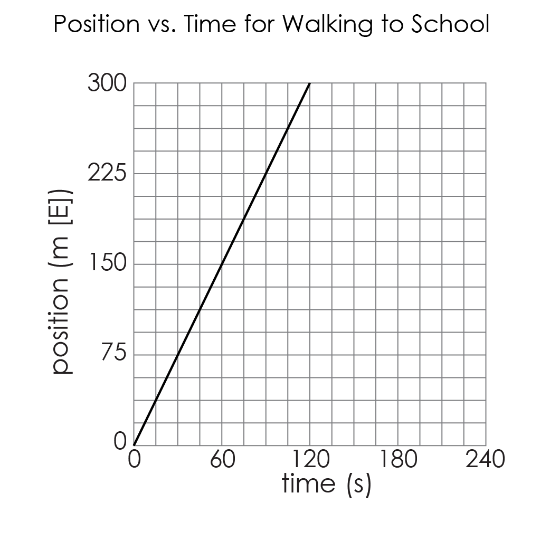 Position vs. Time for Walking to School
position (m [E])
300
225
150
75
0
0 60 120 180 240
time (s)